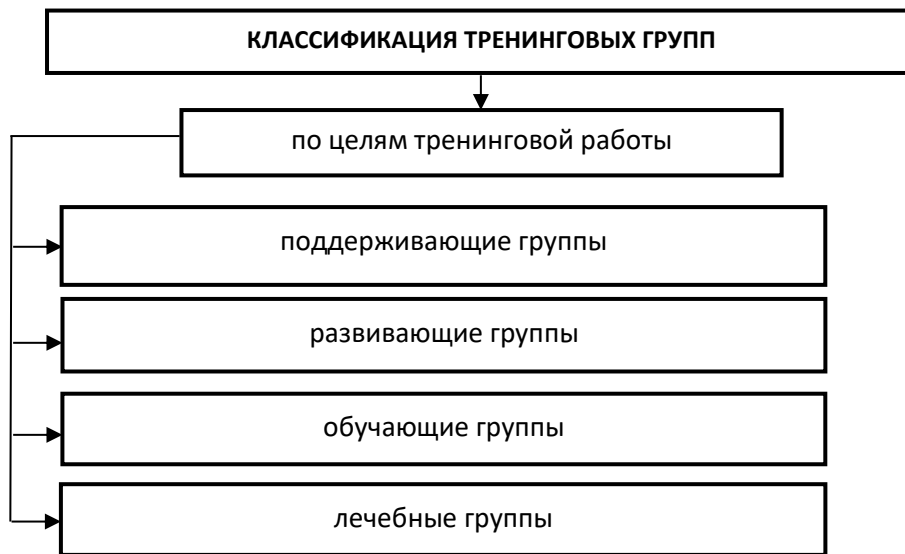 КЛАССИФИКАЦИЯ ТРЕНИНГОВЫХ ГРУПП
по целям тренинговой работы
поддерживающие группы
развивающие группы
обучающие группы
лечебные группы